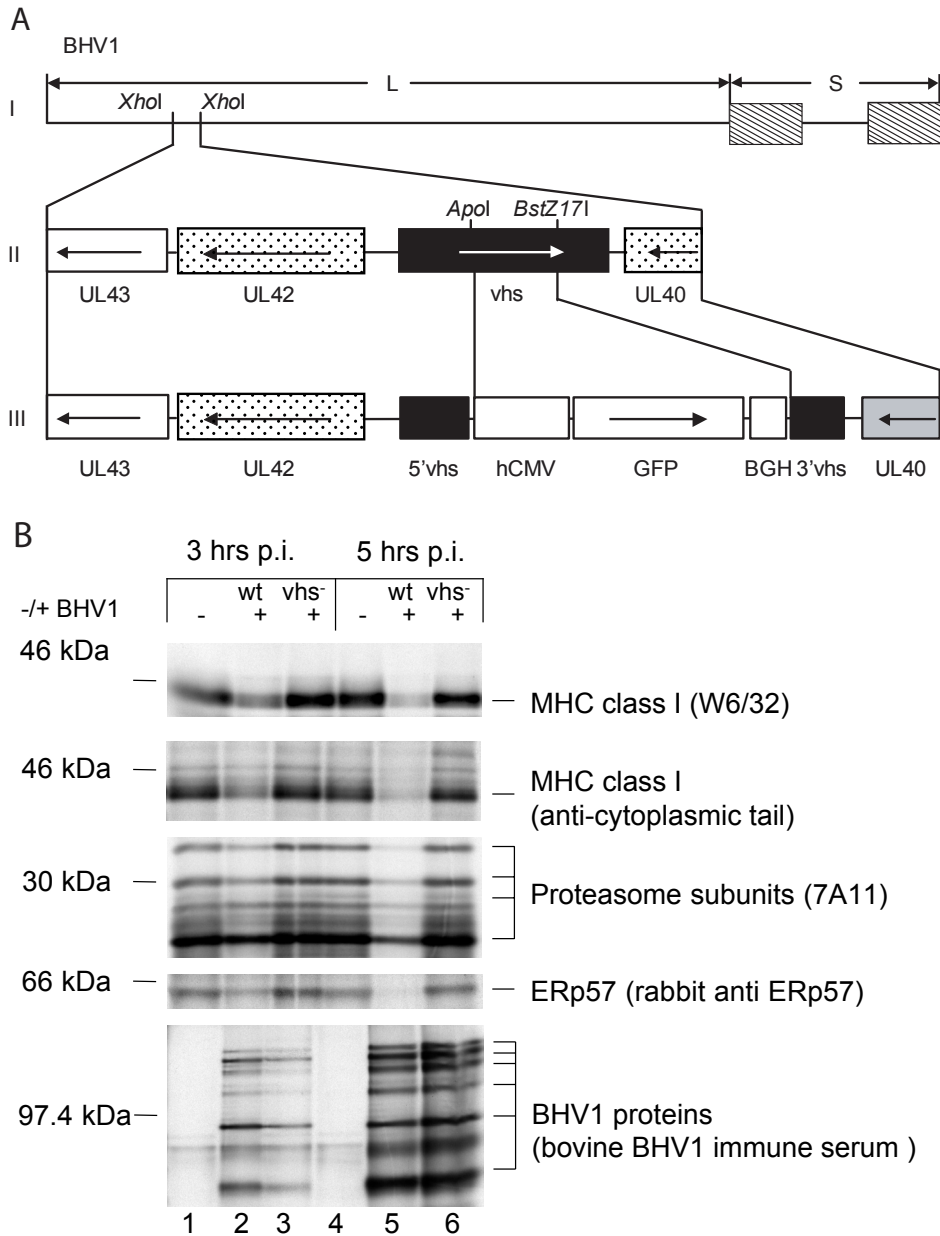 A
BHV1
L
S
XhoI XhoI
I
ApoI BstZ17I
II
UL43 UL42 vhs UL40
III
UL43 UL42 5'vhs hCMV GFP BGH 3'vhs UL40
B
3 hrs p.i. 5 hrs p.i.
wt vhs- wt vhs-
-/+ BHV1 - + + - + +
46 kDa
MHC class I (W6/32)
46 kDa
MHC class I
(anti-cytoplasmic tail)
30 kDa
Proteasome subunits (7A11)
66 kDa
ERp57 (rabbit anti ERp57)
97.4 kDa
BHV1 proteins
(bovine BHV1 immune serum )
1 2 3 4 5 6